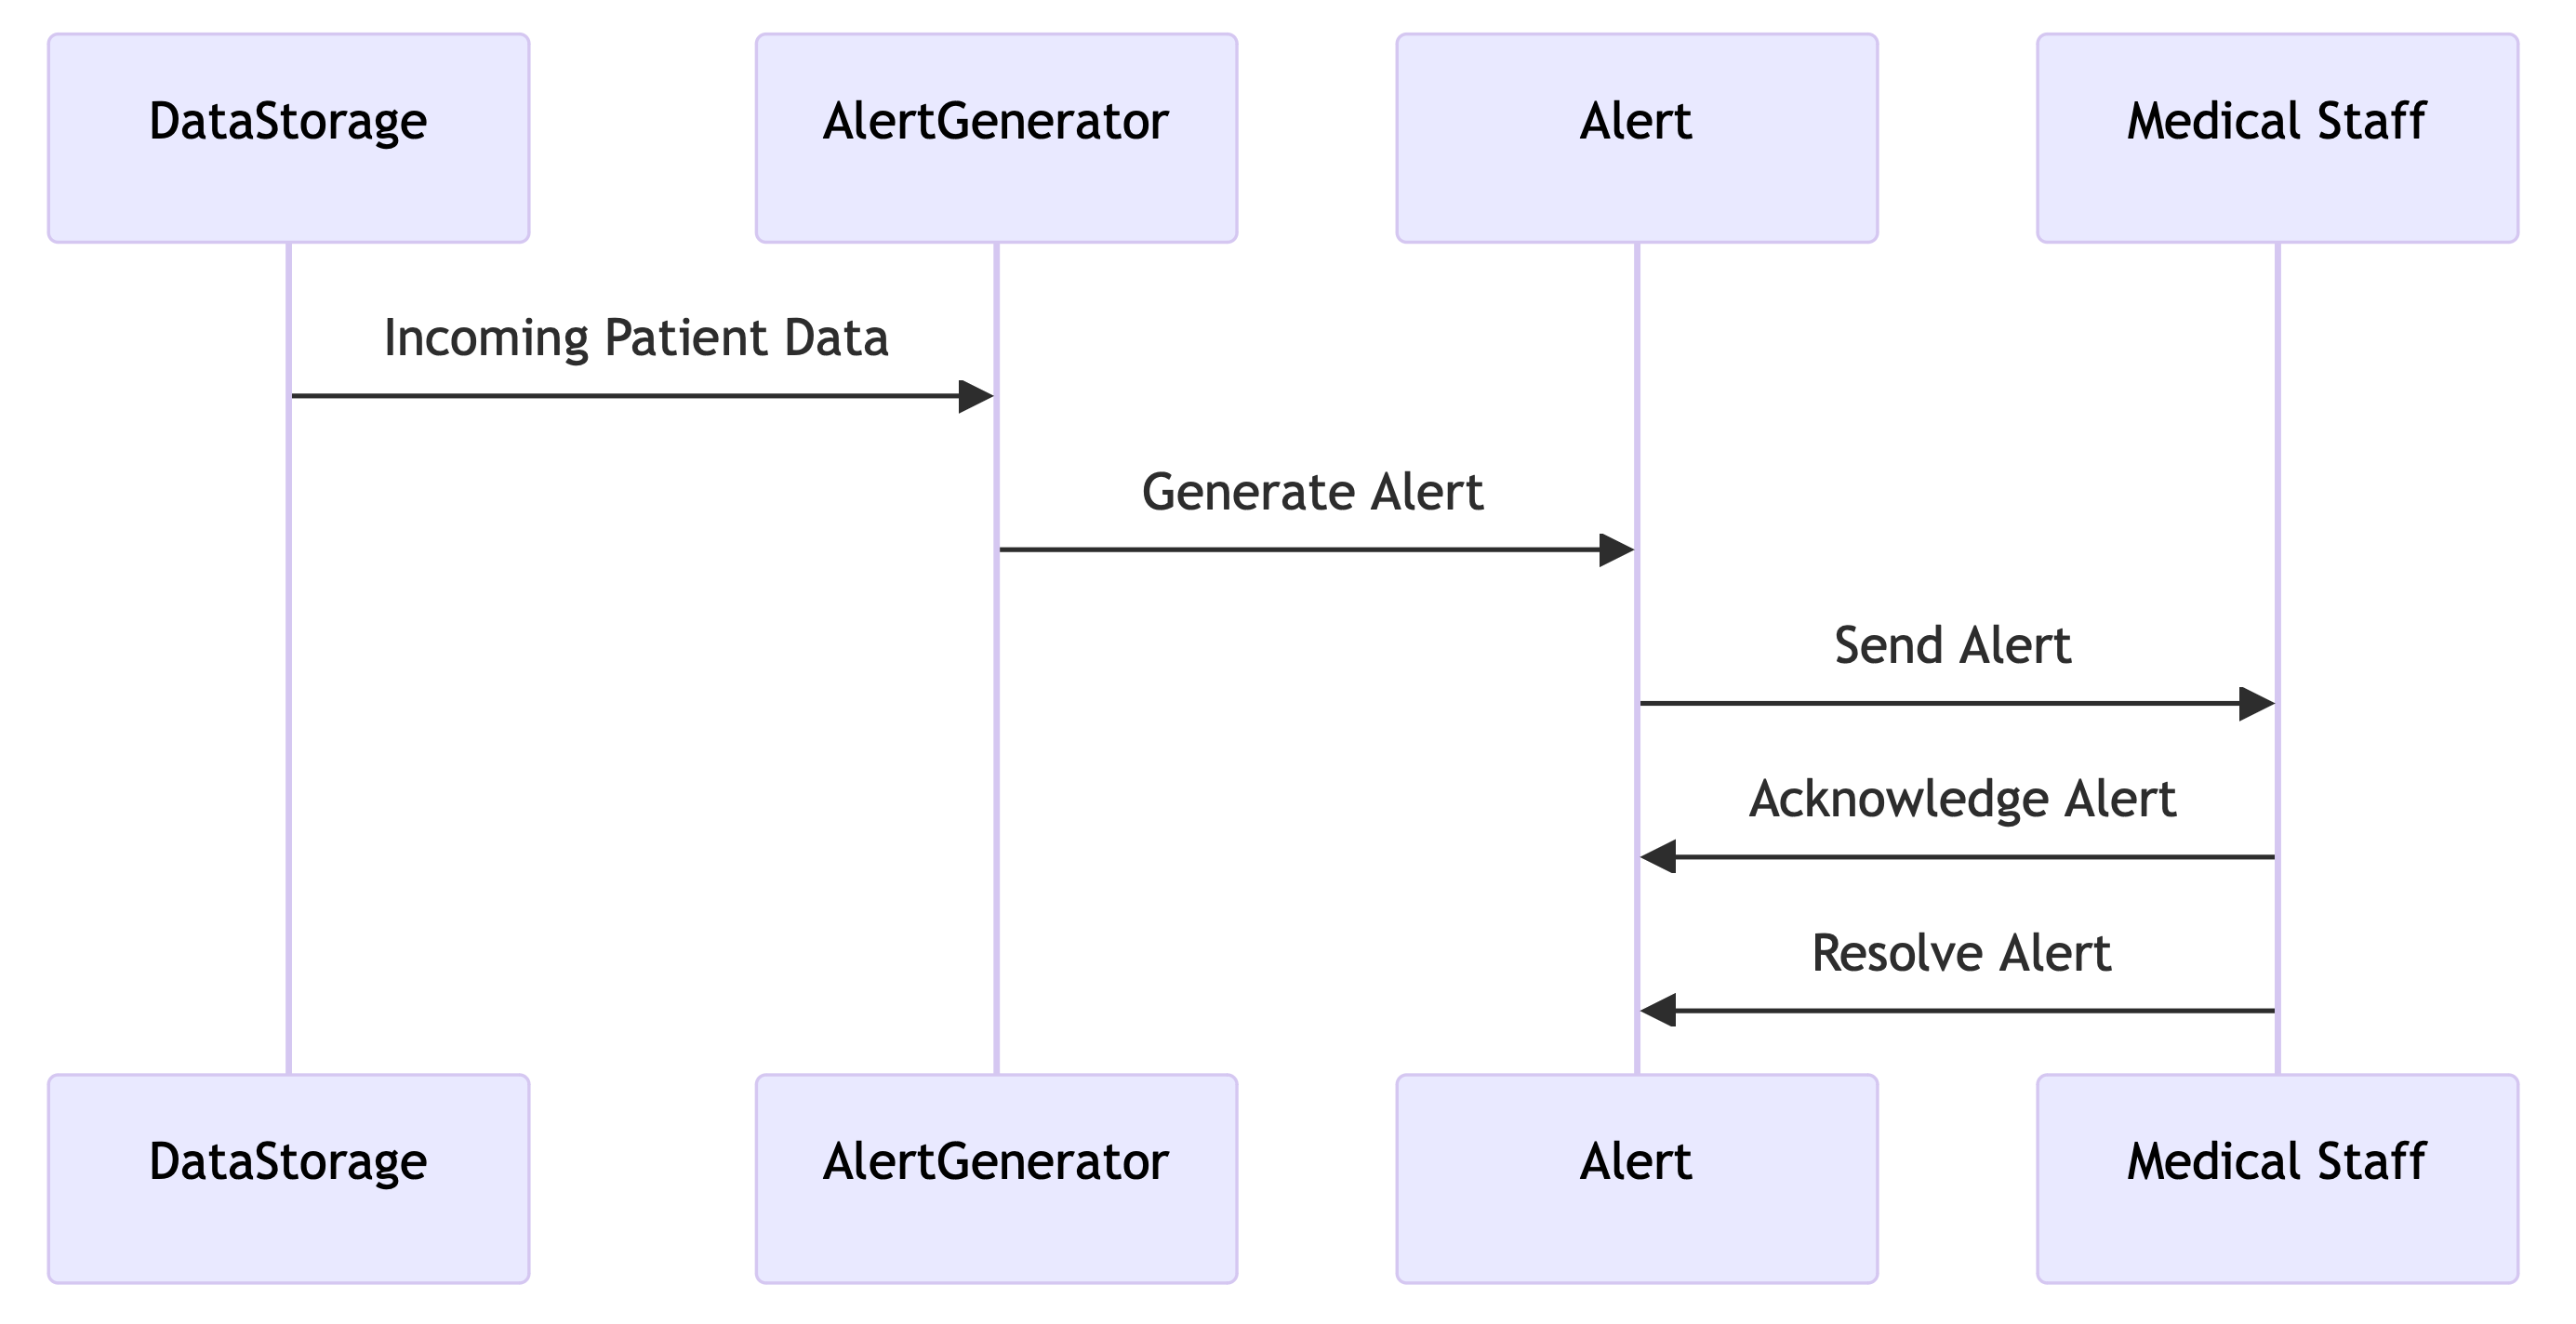 DataStorage
AlertGenerator
Alert
Medical Staff
Incoming Patient Data
Generate Alert
Send Alert
Acknowledge Alert
Resolve Alert
DataStorage
AlertGenerator
Alert
Medical Staff